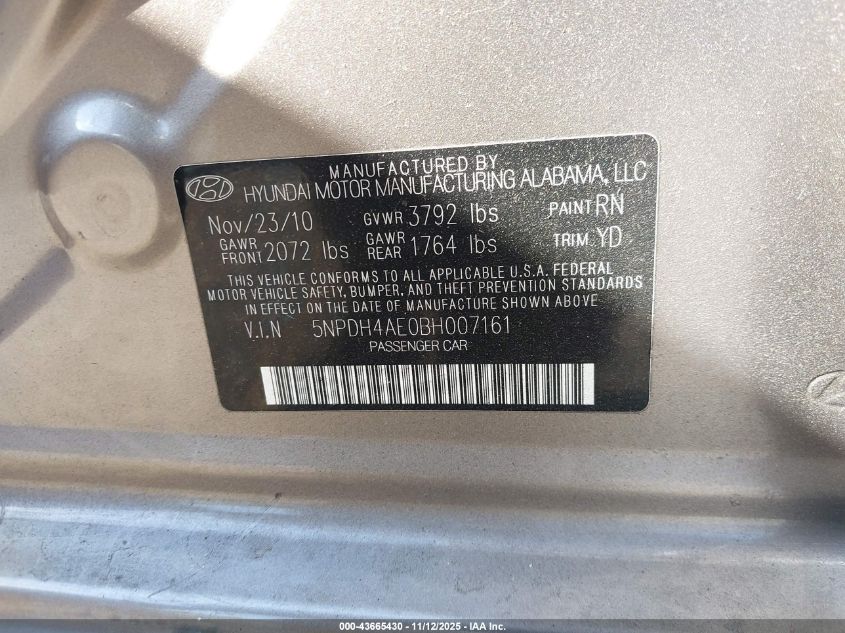 MANUFACTURED BY
HYUNDAI MOTOR MANUFACTURING ALABAMA, LLC
Nov/23/10 GVWR 3792 lbs PAINT RN
GAWR FRONT 2072 lbs GAWR REAR 1764 lbs TRIM YD
THIS VEHICLE CONFORMS TO ALL APPLICABLE U.S.A. FEDERAL
MOTOR VEHICLE SAFETY, BUMPER, AND THEFT PREVENTION STANDARDS
IN EFFECT ON THE DATE OF MANUFACTURE SHOWN ABOVE
V.I.N 5NPDH4AE0BH007161
PASSENGER CAR
000-43665430 - 11/12/2025 - IAA Inc.